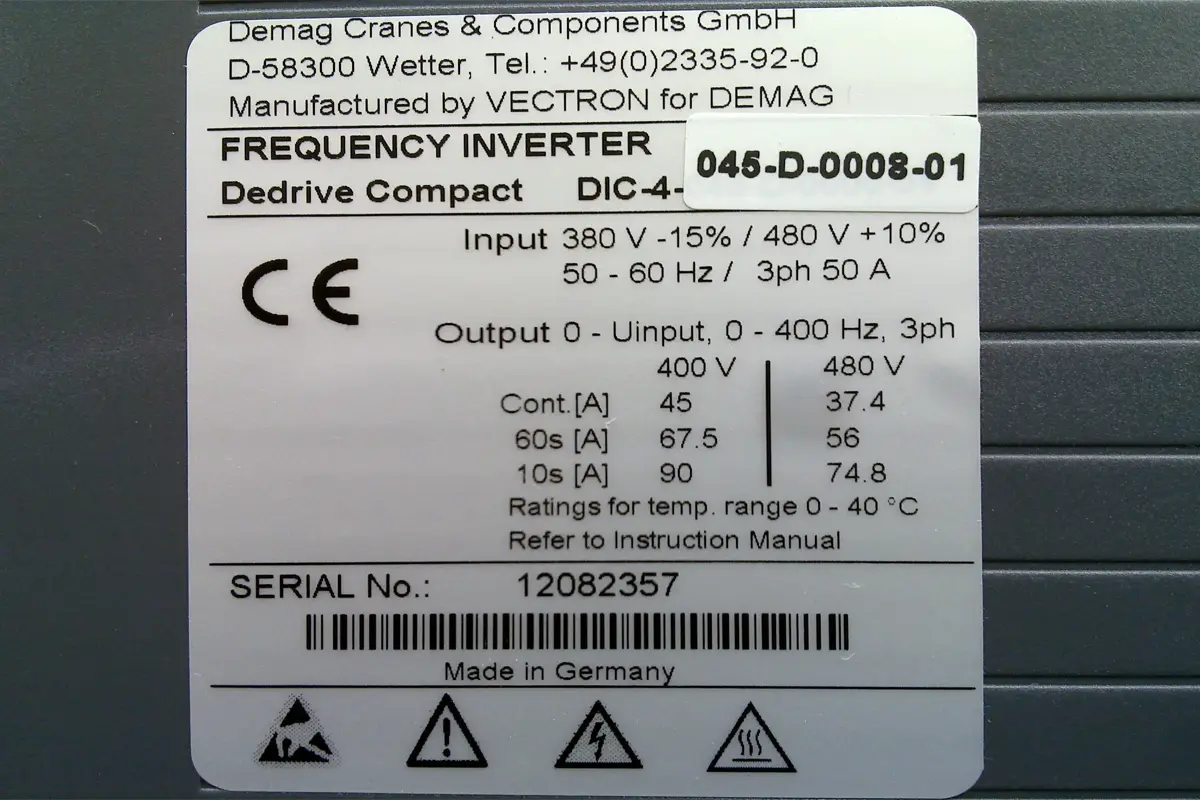 Demag Cranes & Components GmbH
D-58300 Wetter, Tel.: +49(0)2335-92-0
Manufactured by VECTRON for DEMAG
FREQUENCY INVERTER
Dedrive Compact DIC-4- 045-D-0008-01
Input 380 V -15% / 480 V +10%
50 - 60 Hz / 3ph 50 A
CE
Output 0 - Uinput, 0 - 400 Hz, 3ph
400 V 480 V
Cont.[A] 45 37.4
60s [A] 67.5 56
10s [A] 90 74.8
Ratings for temp. range 0 - 40 °C
Refer to Instruction Manual
SERIAL No.: 12082357
Made in Germany